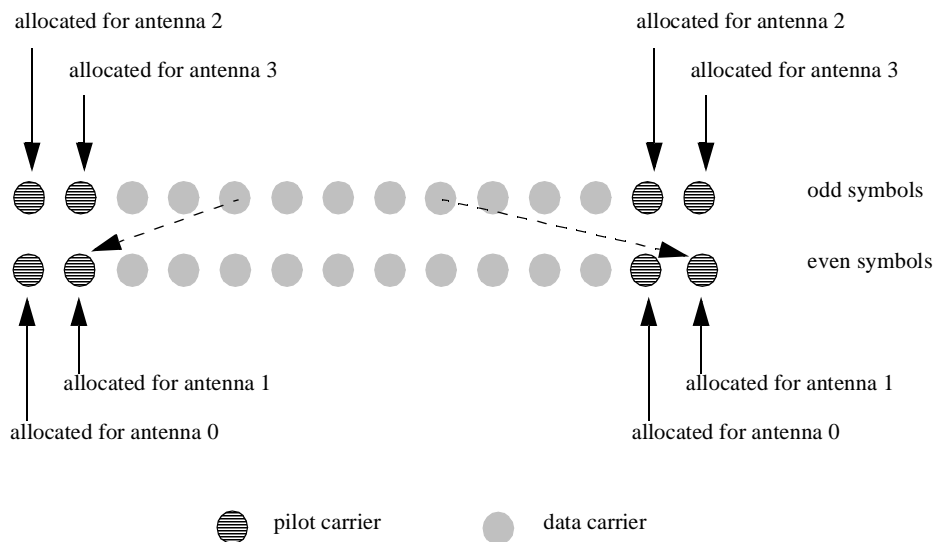 allocated for antenna 2
allocated for antenna 2
allocated for antenna 3
allocated for antenna 3
odd symbols
even symbols
allocated for antenna 1
allocated for antenna 1
allocated for antenna 0
allocated for antenna 0
pilot carrier
data carrier